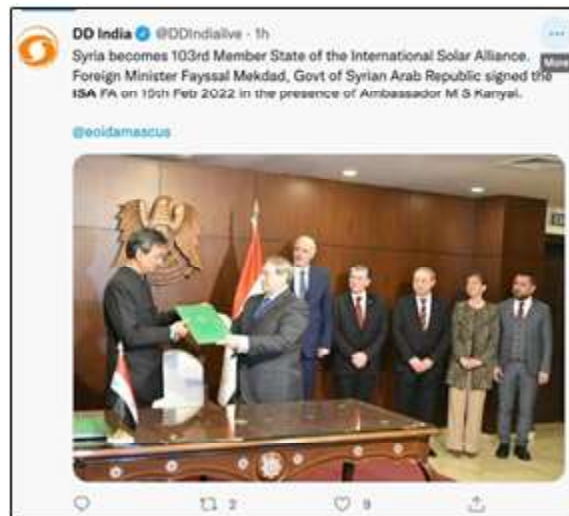 DD India @DDIndialive · 1h
Syria becomes 103rd Member State of the International Solar Alliance.
Foreign Minister Fayssal Mekdad, Govt of Syrian Arab Republic signed the
ISA FA on 15th Feb 2022 in the presence of Ambassador M S Kanyal.
More
@eoidamascus
2 9